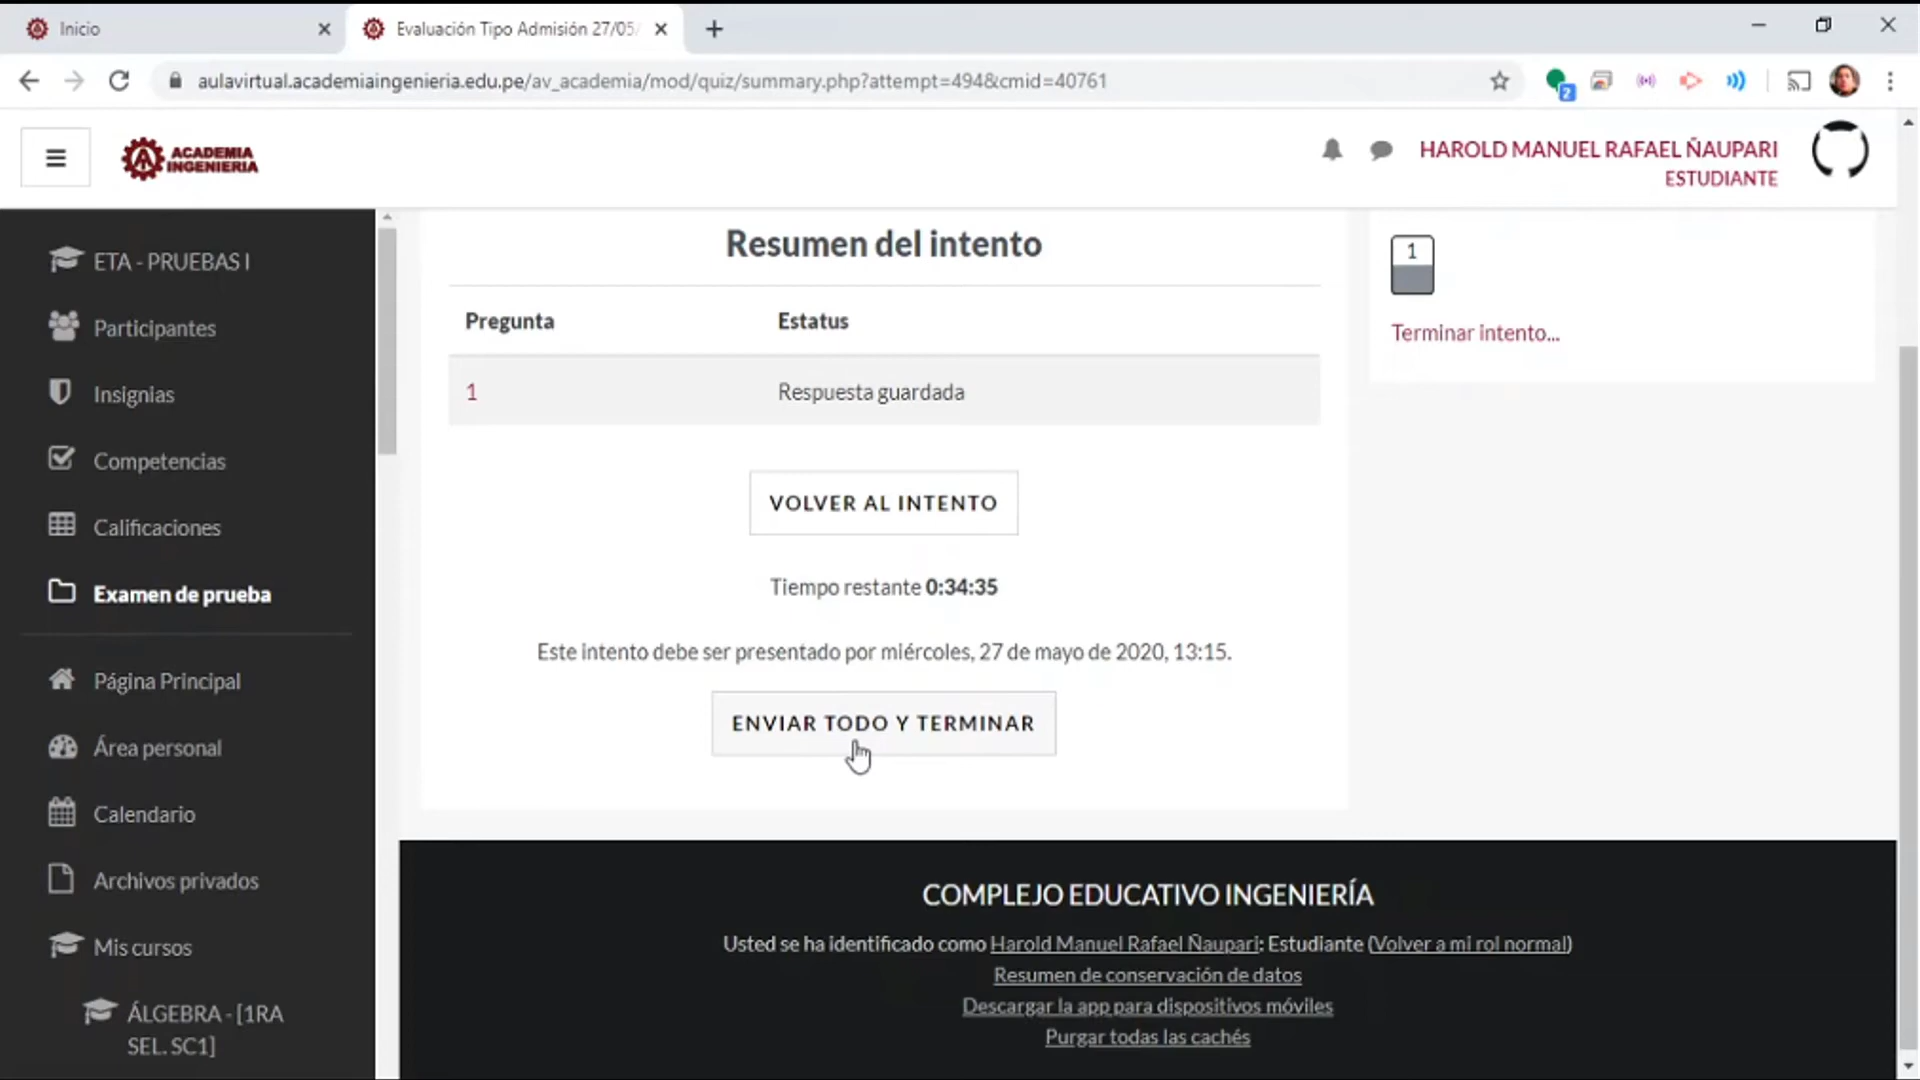 Inicio
Evaluación Tipo Admisión 27/05/
aulavirtual.academiaingenieria.edu.pe/av_academia/mod/quiz/summary.php?attempt=494&cmid=40761
2
ACADEMIA
INGENIERIA
HAROLD MANUEL RAFAEL ÑAUPARI
ESTUDIANTE
ETA - PRUEBAS I
Participantes
Insignias
Competencias
Calificaciones
Examen de prueba
Página Principal
Área personal
Calendario
Archivos privados
Mis cursos
ÁLGEBRA - [1RA
SEL. SC1]
Resumen del intento
Pregunta Estatus
1 Respuesta guardada
VOLVER AL INTENTO
Tiempo restante 0:34:35
Este intento debe ser presentado por miércoles, 27 de mayo de 2020, 13:15.
ENVIAR TODO Y TERMINAR
1
Terminar intento...
COMPLEJO EDUCATIVO INGENIERÍA
Usted se ha identificado como Harold Manuel Rafael Ñaupari: Estudiante (Volver a mi rol normal)
Resumen de conservación de datos
Descargar la app para dispositivos móviles
Purgar todas las cachés